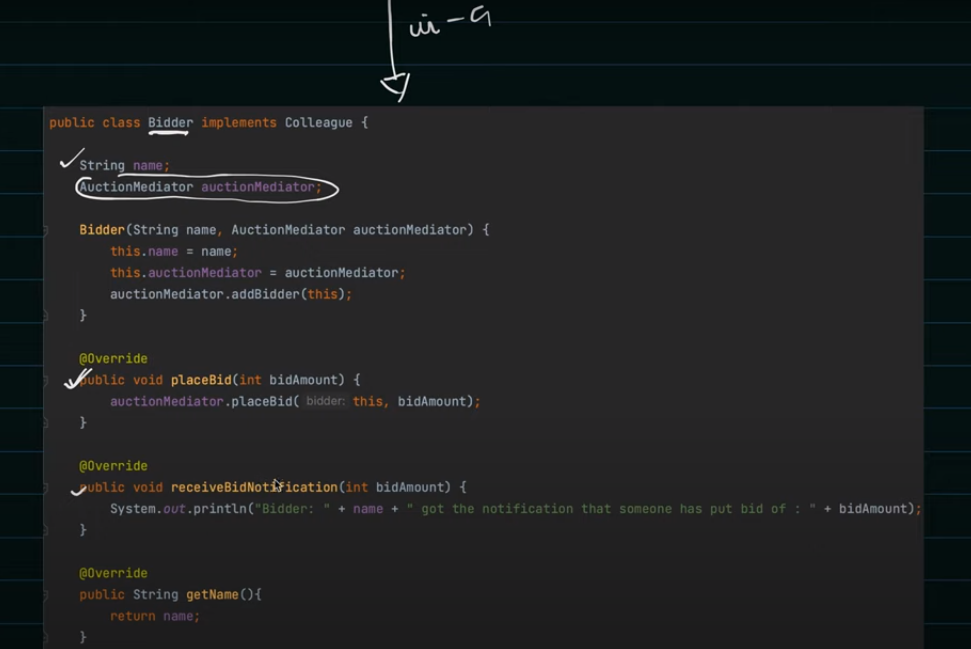 public class Bidder implements Colleague {
String name;
AuctionMediator auctionMediator;
Bidder(String name, AuctionMediator auctionMediator) {
this.name = name;
this.auctionMediator = auctionMediator;
auctionMediator.addBidder(this);
}
@Override
public void placeBid(int bidAmount) {
auctionMediator.placeBid( bidder: this, bidAmount);
}
@Override
public void receiveBidNotification(int bidAmount) {
System.out.println("Bidder: " + name + " got the notification that someone has put bid of : " + bidAmount);
}
@Override
public String getName(){
return name;
}